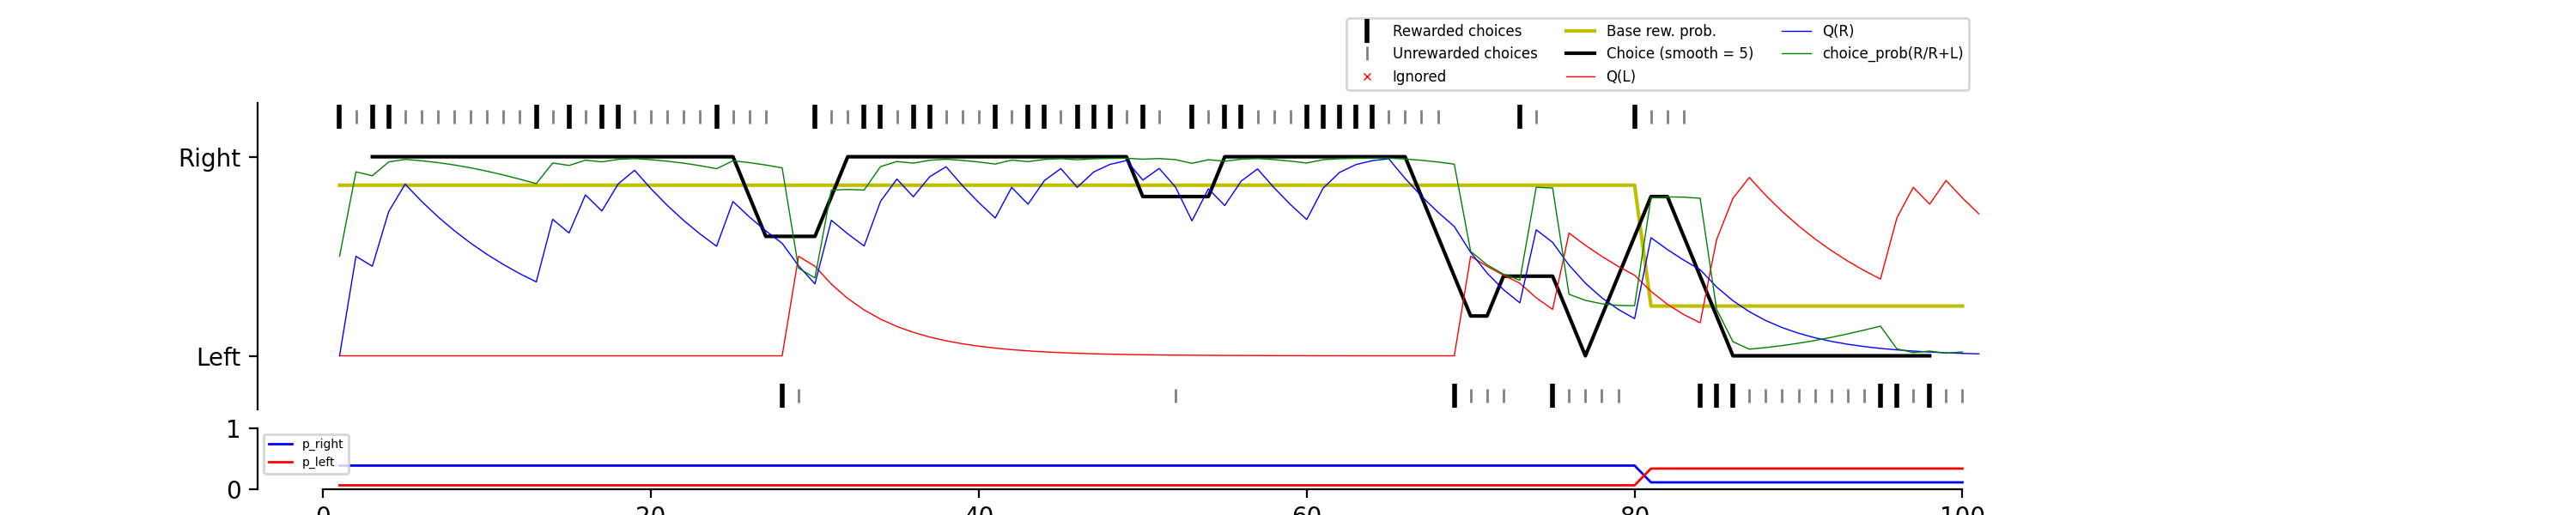 Rewarded choices
Unrewarded choices
Ignored
Base rew. prob.
Choice (smooth = 5)
Q(L)
Q(R)
choice_prob(R/R+L)
Right
Left
1
0
p_right
p_left
0 20 40 60 80 100